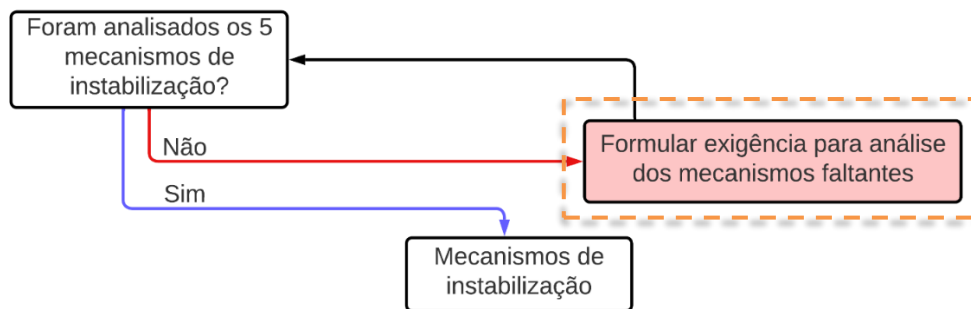 Foram analisados os 5
mecanismos de
instabilização?
Não
Formular exigência para análise
dos mecanismos faltantes
Sim
Mecanismos de
instabilização